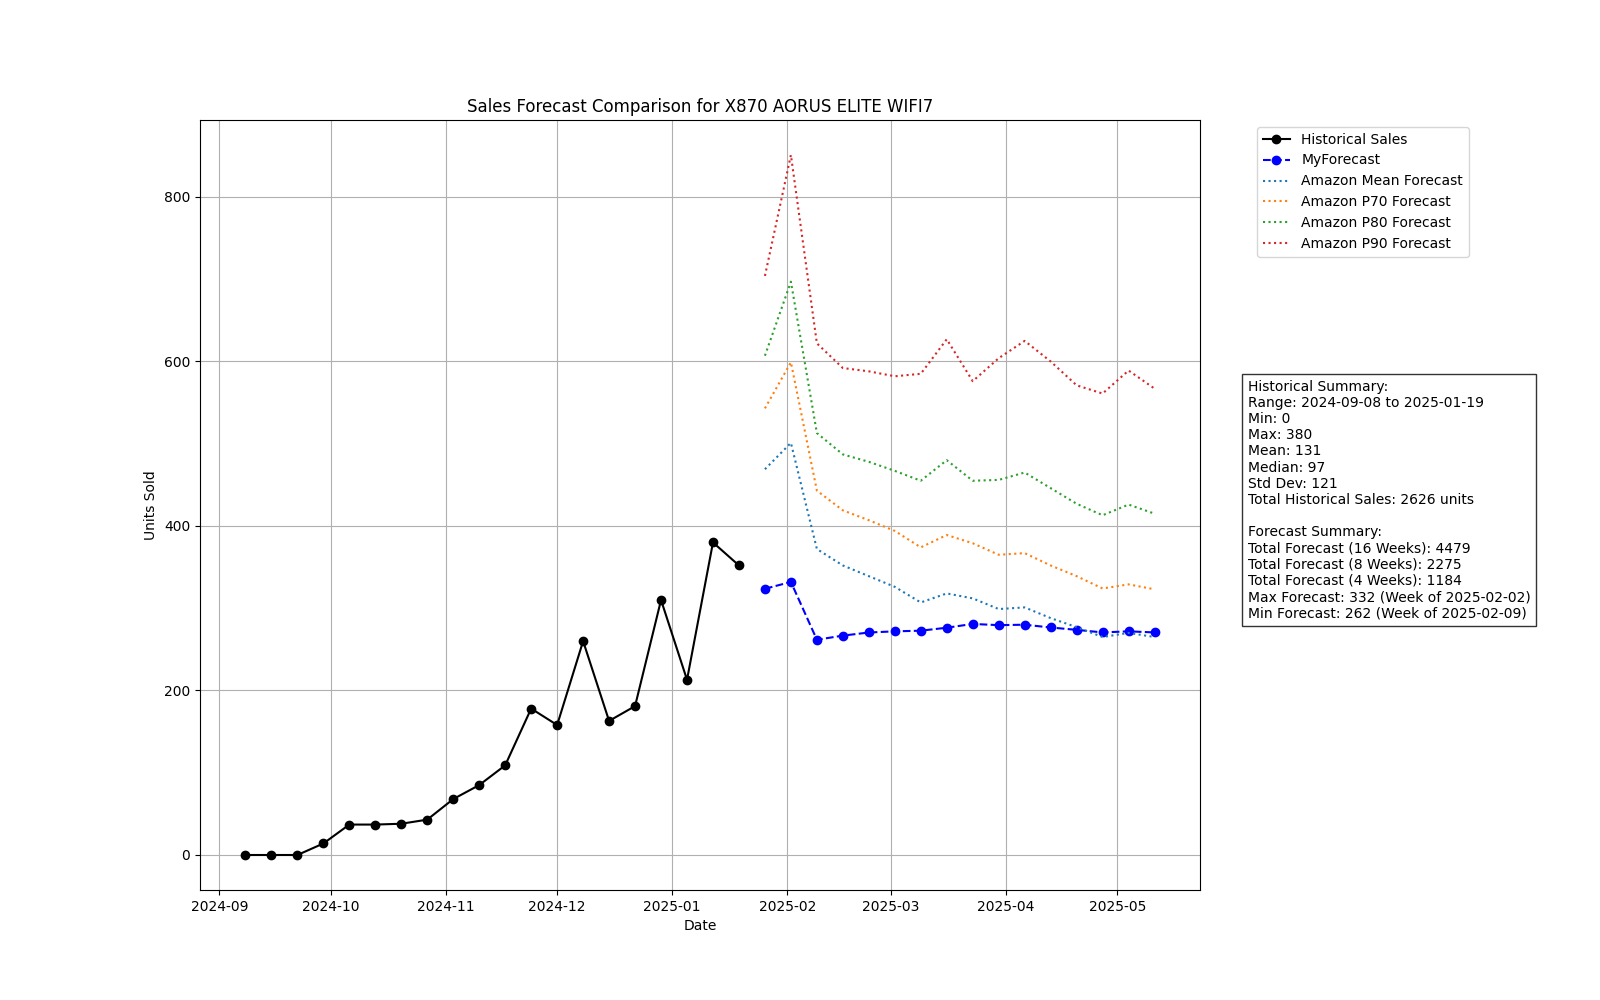 Sales Forecast Comparison for X870 AORUS ELITE WIFI7
Historical Sales
MyForecast
Amazon Mean Forecast
Amazon P70 Forecast
Amazon P80 Forecast
Amazon P90 Forecast
800
600
400
200
0
Units Sold
2024-09
2024-10
2024-11
2024-12
2025-01
2025-02
2025-03
2025-04
2025-05
Date
Historical Summary:
Range: 2024-09-08 to 2025-01-19
Min: 0
Max: 380
Mean: 131
Median: 97
Std Dev: 121
Total Historical Sales: 2626 units
Forecast Summary:
Total Forecast (16 Weeks): 4479
Total Forecast (8 Weeks): 2275
Total Forecast (4 Weeks): 1184
Max Forecast: 332 (Week of 2025-02-02)
Min Forecast: 262 (Week of 2025-02-09)